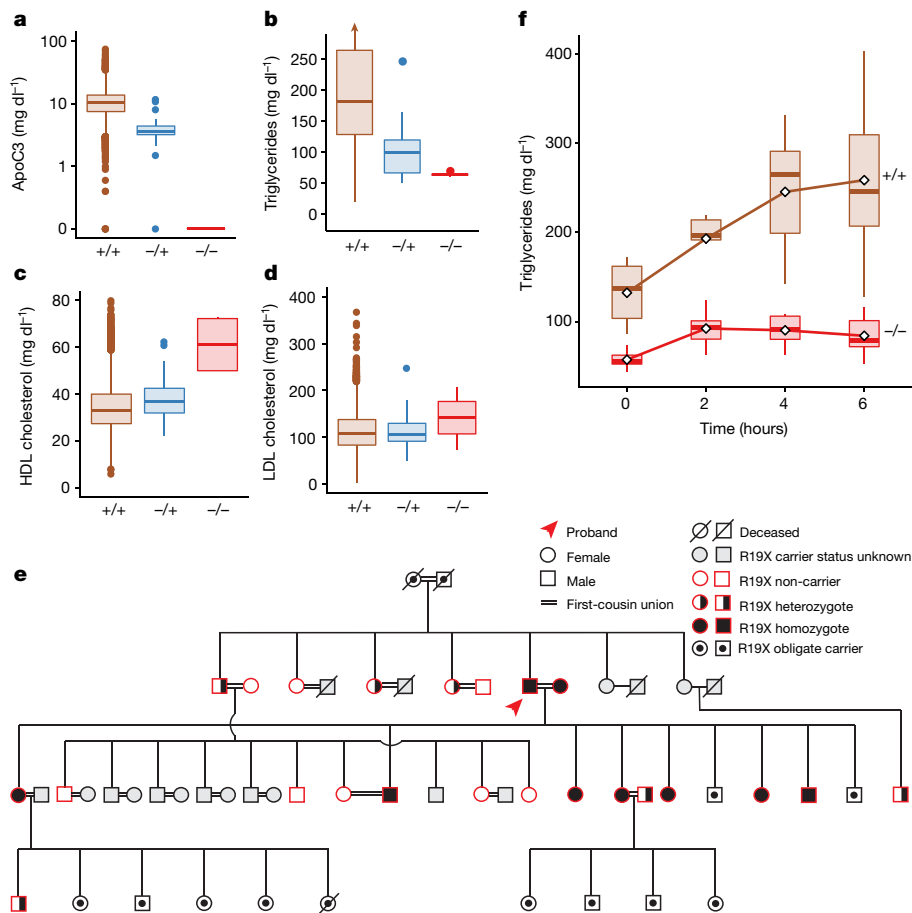 a
ApoC3 (mg dl⁻¹)
100
10
1
0
+/+
−/+
−/−
b
Triglycerides (mg dl⁻¹)
250
200
150
100
50
0
+/+
−/+
−/−
c
HDL cholesterol (mg dl⁻¹)
80
60
40
20
0
+/+
−/+
−/−
d
LDL cholesterol (mg dl⁻¹)
400
300
200
100
0
+/+
−/+
−/−
f
Triglycerides (mg dl⁻¹)
400
300
200
100
+/+
−/−
0
2
4
6
Time (hours)
e
Proband
Female
Male
First-cousin union
Deceased
R19X carrier status unknown
R19X non-carrier
R19X heterozygote
R19X homozygote
R19X obligate carrier